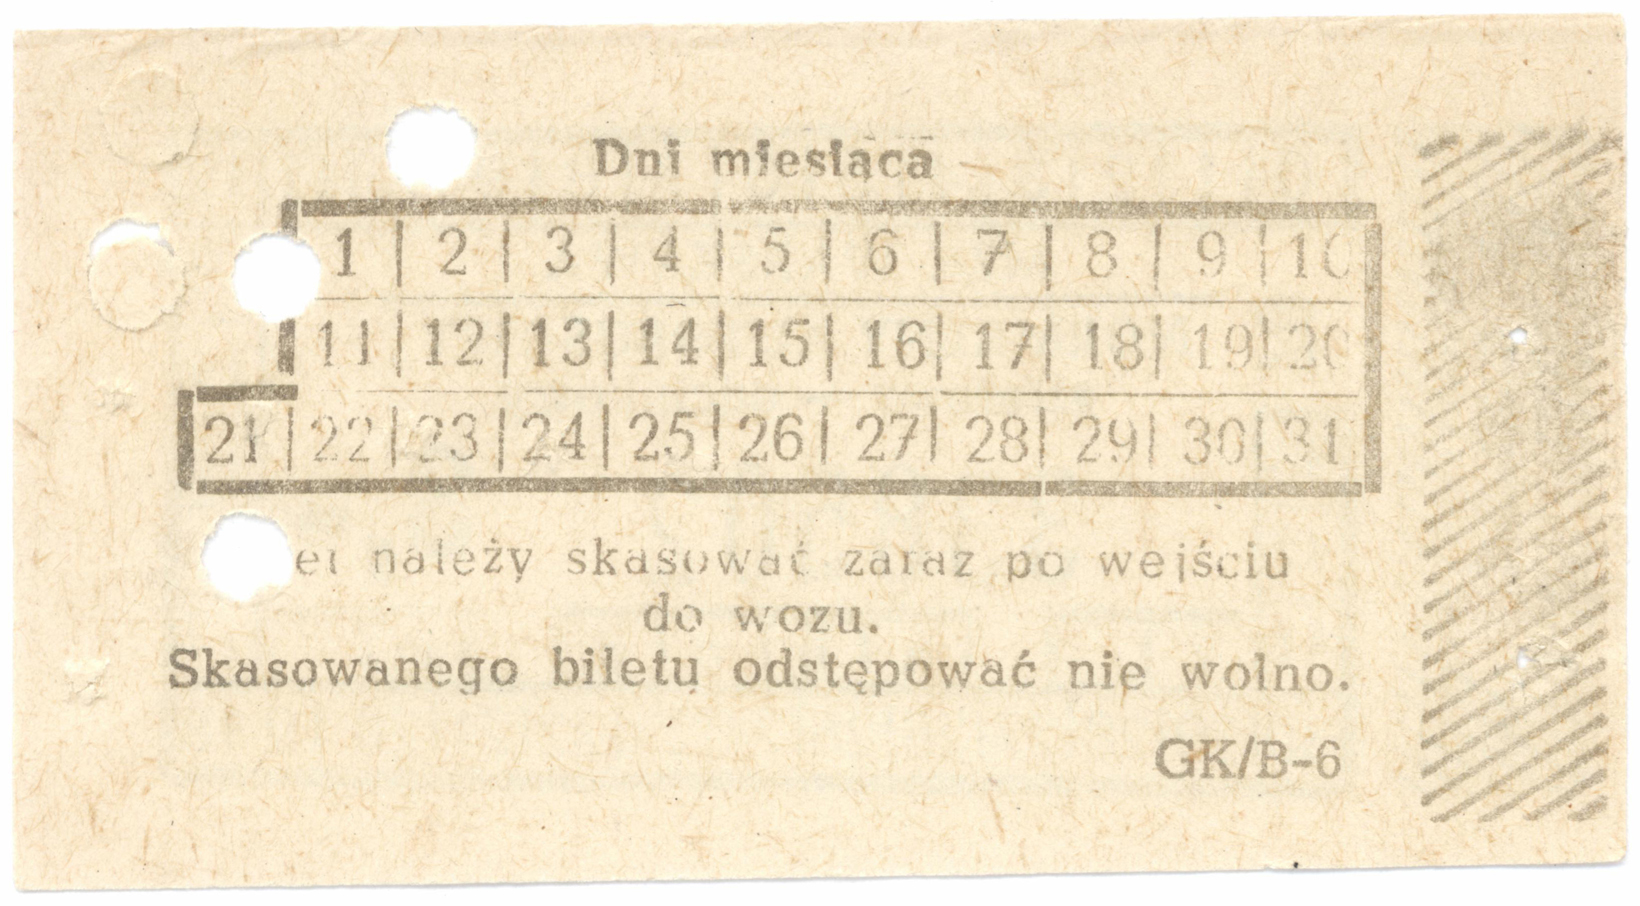 Dni miesiąca
1 | 2 | 3 | 4 | 5 | 6 | 7 | 8 | 9 | 10
11 | 12 | 13 | 14 | 15 | 16 | 17 | 18 | 19 | 20
21 | 22 | 23 | 24 | 25 | 26 | 27 | 28 | 29 | 30 | 31
należy skasować zaraz po wejściu
do wozu.
Skasowanego biletu odstępować nie wolno.
GK/B-6